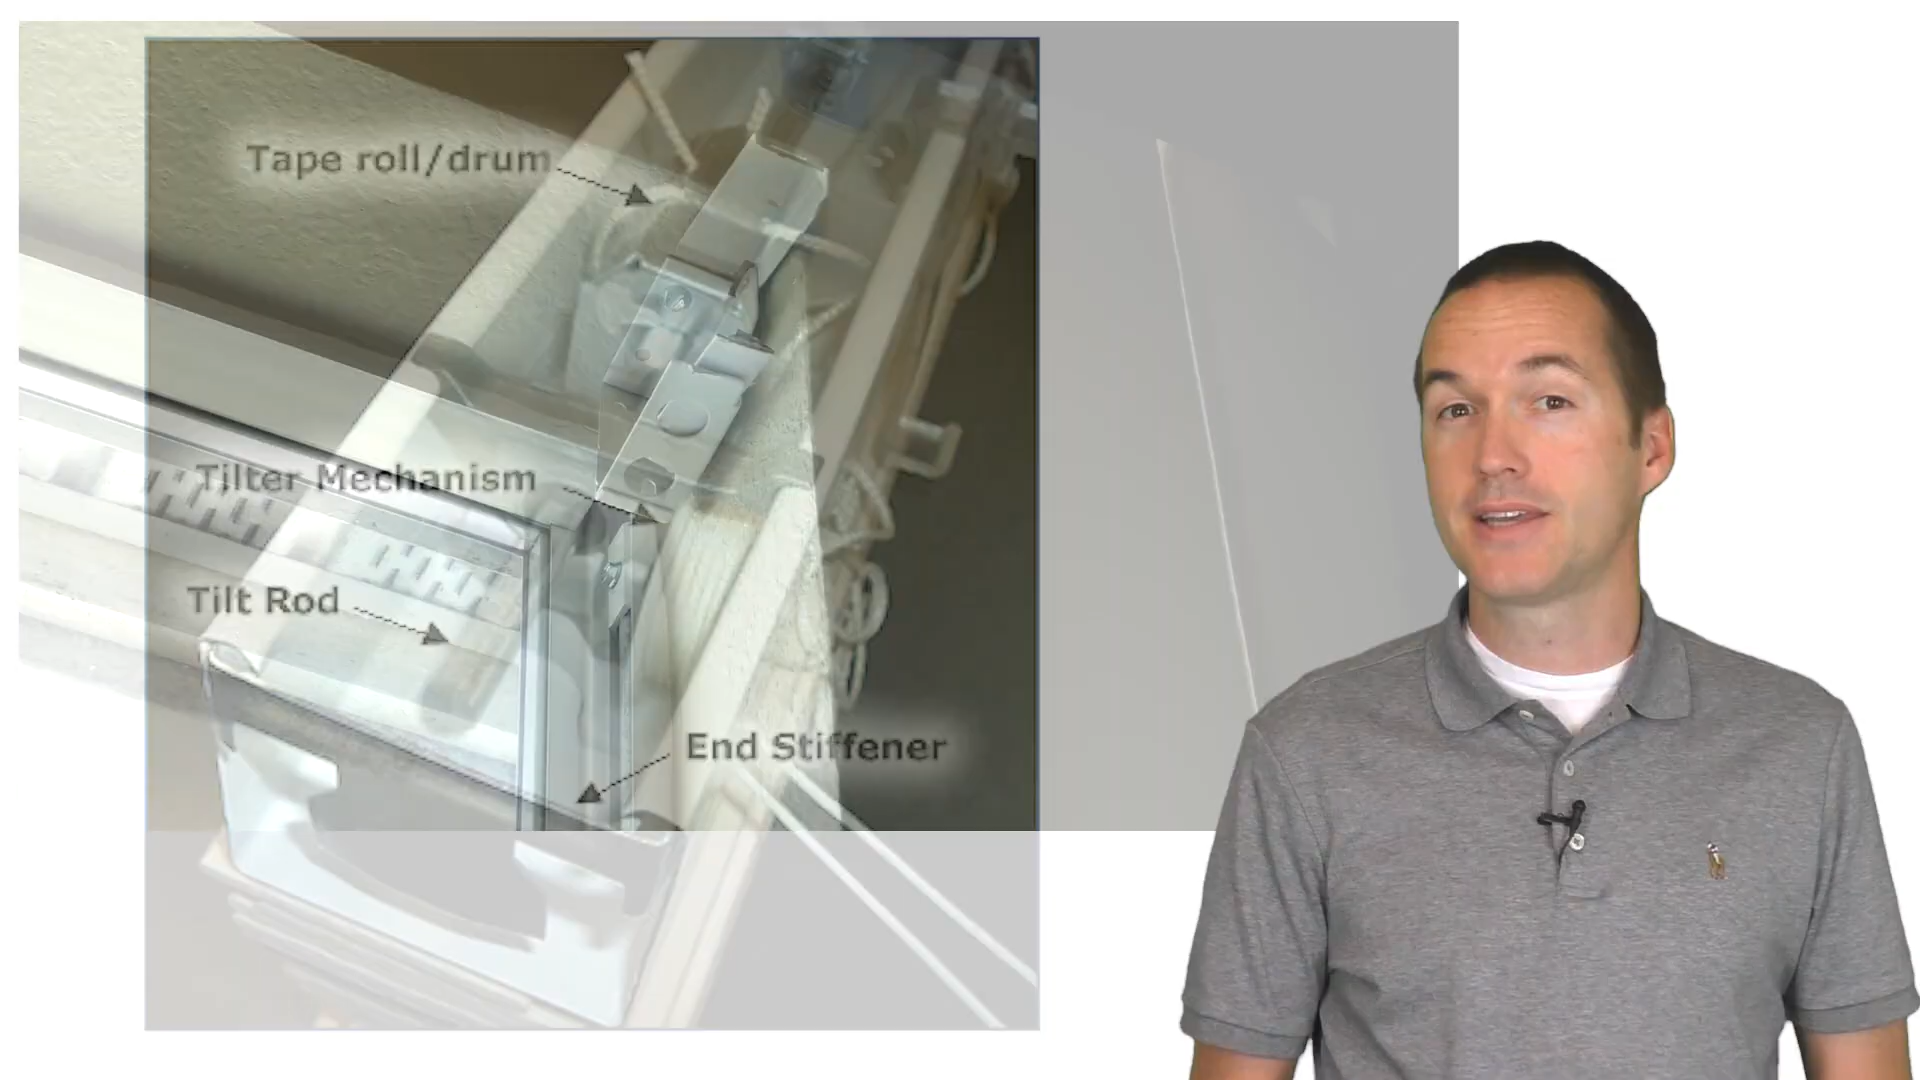 Tape roll/drum
Tilter Mechanism
Tilt Rod
End Stiffener